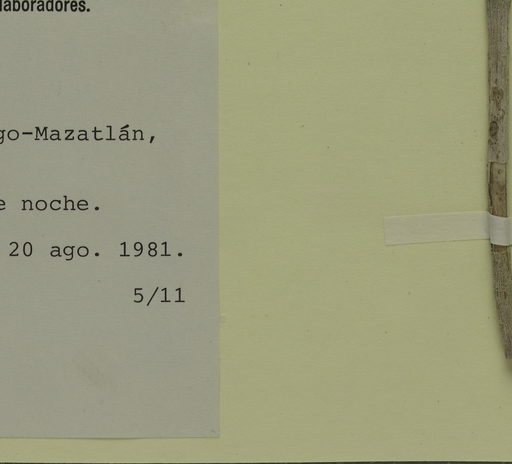 laboradores.
go-Mazatlán,
e noche.
20 ago. 1981.
5/11